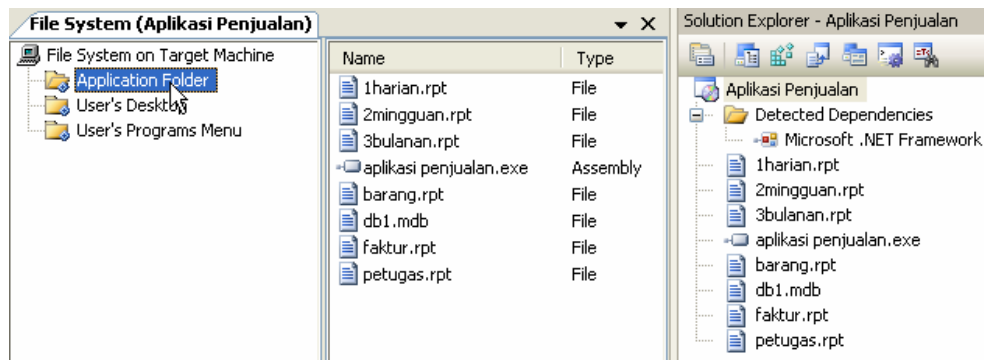 File System (Aplikasi Penjualan)
File System on Target Machine
Application Folder
User's Desktop
User's Programs Menu
Name Type
1harian.rpt File
2mingguan.rpt File
3bulanan.rpt File
aplikasi penjualan.exe Assembly
barang.rpt File
db1.mdb File
faktur.rpt File
petugas.rpt File
Solution Explorer - Aplikasi Penjualan
Aplikasi Penjualan
Detected Dependencies
Microsoft .NET Framework
1harian.rpt
2mingguan.rpt
3bulanan.rpt
aplikasi penjualan.exe
barang.rpt
db1.mdb
faktur.rpt
petugas.rpt